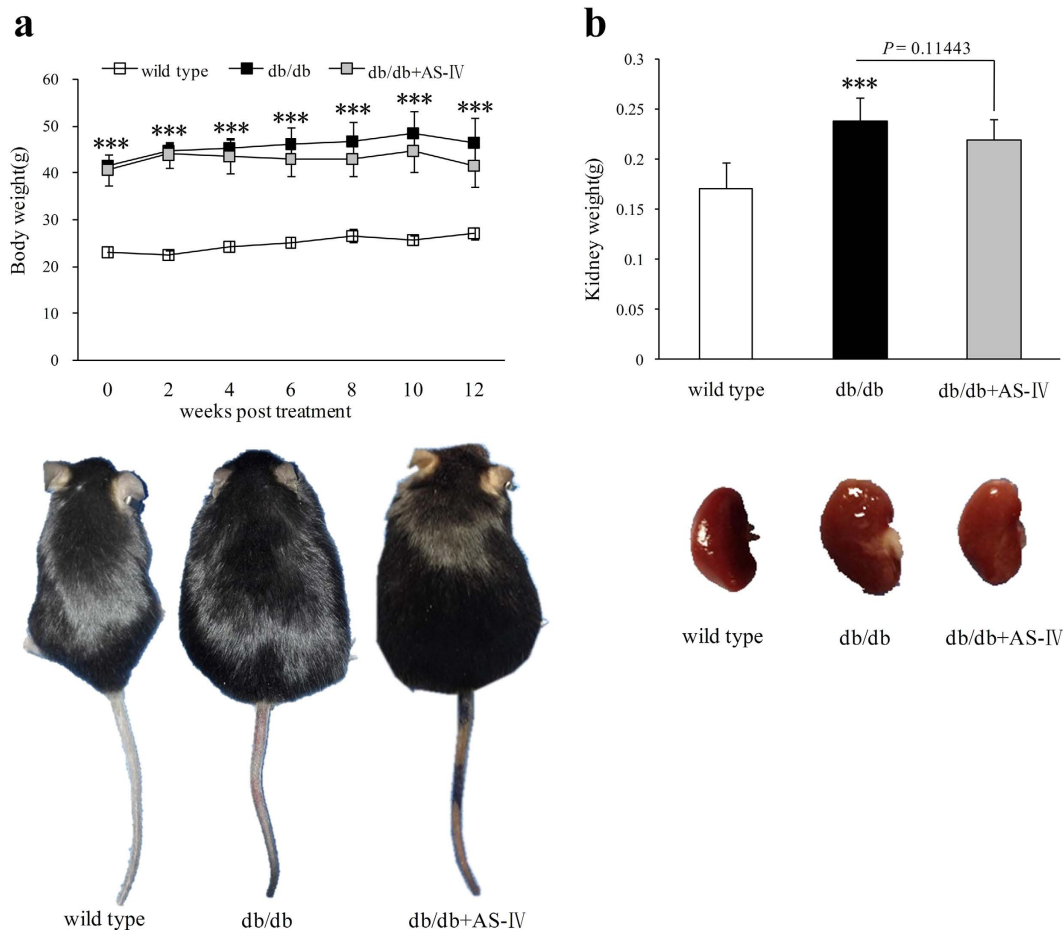 a
wild type db/db db/db+AS-Ⅳ
60
50
40
30
20
10
0
Body weight(g)
*** *** *** *** *** *** ***
0 2 4 6 8 10 12
weeks post treatment
wild type db/db db/db+AS-Ⅳ
b
P = 0.11443
***
0.3
0.25
0.2
0.15
0.1
0.05
0
Kidney weight(g)
wild type db/db db/db+AS-Ⅳ
wild type db/db db/db+AS-Ⅳ